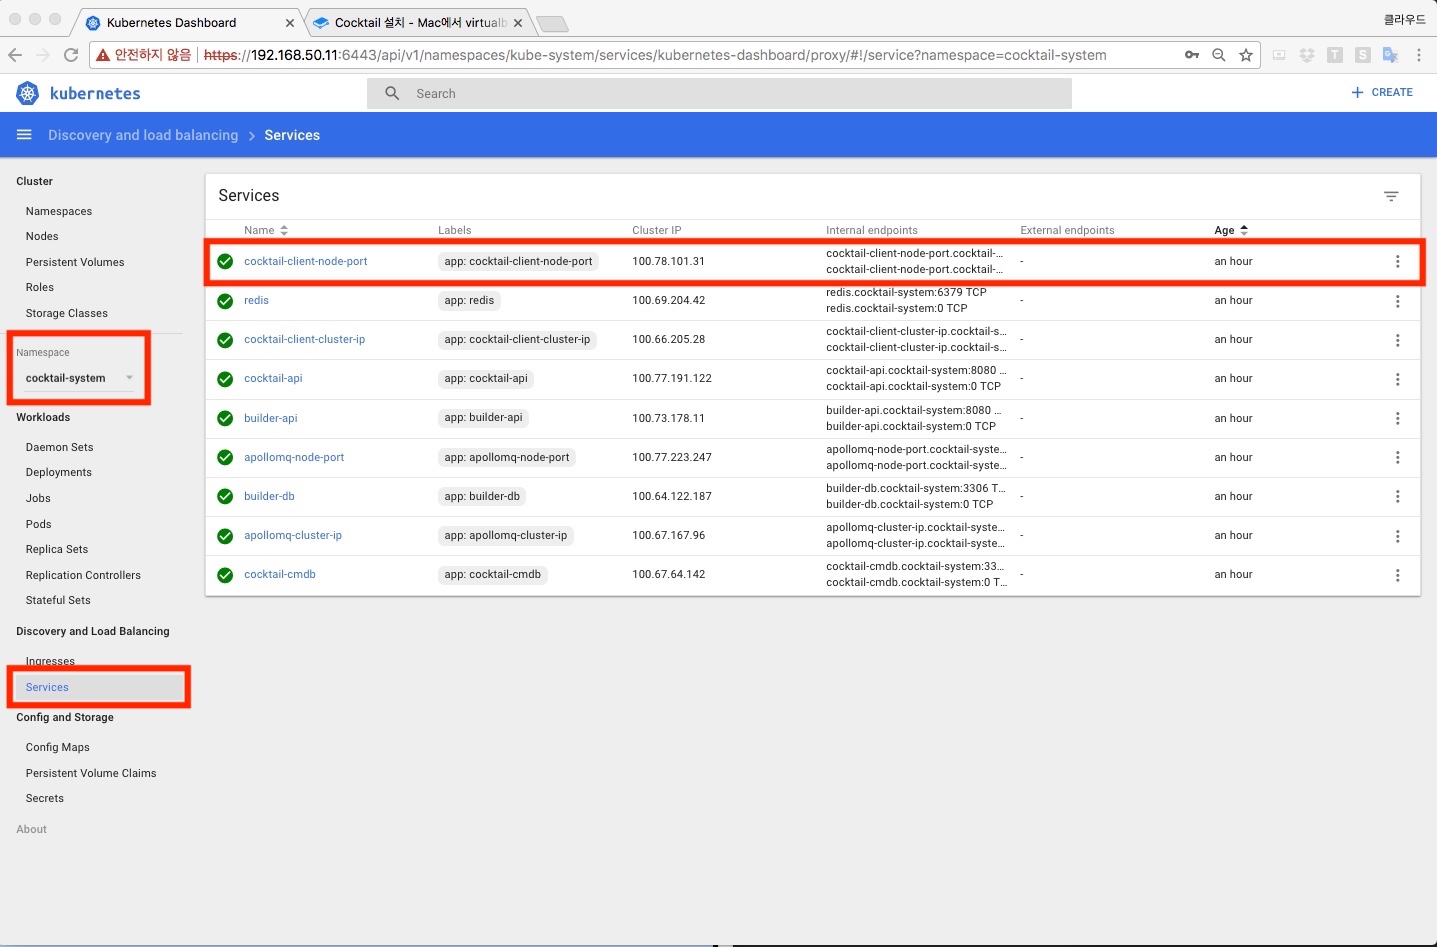 Kubernetes Dashboard
Cocktail 설치 - Mac에서 virtualb
클라우드
안전하지 않음 https://192.168.50.11:6443/api/v1/namespaces/kube-system/services/kubernetes-dashboard/proxy/#!/service?namespace=cocktail-system
T S
kubernetes
Search
CREATE
Discovery and load balancing > Services
Cluster
Namespaces
Nodes
Persistent Volumes
Roles
Storage Classes
Namespace
cocktail-system
Workloads
Daemon Sets
Deployments
Jobs
Pods
Replica Sets
Replication Controllers
Stateful Sets
Discovery and Load Balancing
Ingresses
Services
Config and Storage
Config Maps
Persistent Volume Claims
Secrets
About
Services
Name Labels Cluster IP Internal endpoints External endpoints Age
cocktail-client-node-port app: cocktail-client-node-port 100.78.101.31 cocktail-client-node-port.cocktail-... - an hour
cocktail-client-node-port.cocktail-...
redis app: redis 100.69.204.42 redis.cocktail-system:6379 TCP - an hour
redis.cocktail-system:0 TCP
cocktail-client-cluster-ip app: cocktail-client-cluster-ip 100.66.205.28 cocktail-client-cluster-ip.cocktail-s... - an hour
cocktail-client-cluster-ip.cocktail-s...
cocktail-api app: cocktail-api 100.77.191.122 cocktail-api.cocktail-system:8080 ... - an hour
cocktail-api.cocktail-system:0 TCP
builder-api app: builder-api 100.73.178.11 builder-api.cocktail-system:8080 ... - an hour
builder-api.cocktail-system:0 TCP
apollomq-node-port app: apollomq-node-port 100.77.223.247 apollomq-node-port.cocktail-syste... - an hour
apollomq-node-port.cocktail-syste...
builder-db app: builder-db 100.64.122.187 builder-db.cocktail-system:3306 T... - an hour
builder-db.cocktail-system:0 TCP
apollomq-cluster-ip app: apollomq-cluster-ip 100.67.167.96 apollomq-cluster-ip.cocktail-syste... - an hour
apollomq-cluster-ip.cocktail-syste...
cocktail-cmdb app: cocktail-cmdb 100.67.64.142 cocktail-cmdb.cocktail-system:33... - an hour
cocktail-cmdb.cocktail-system:0 T...